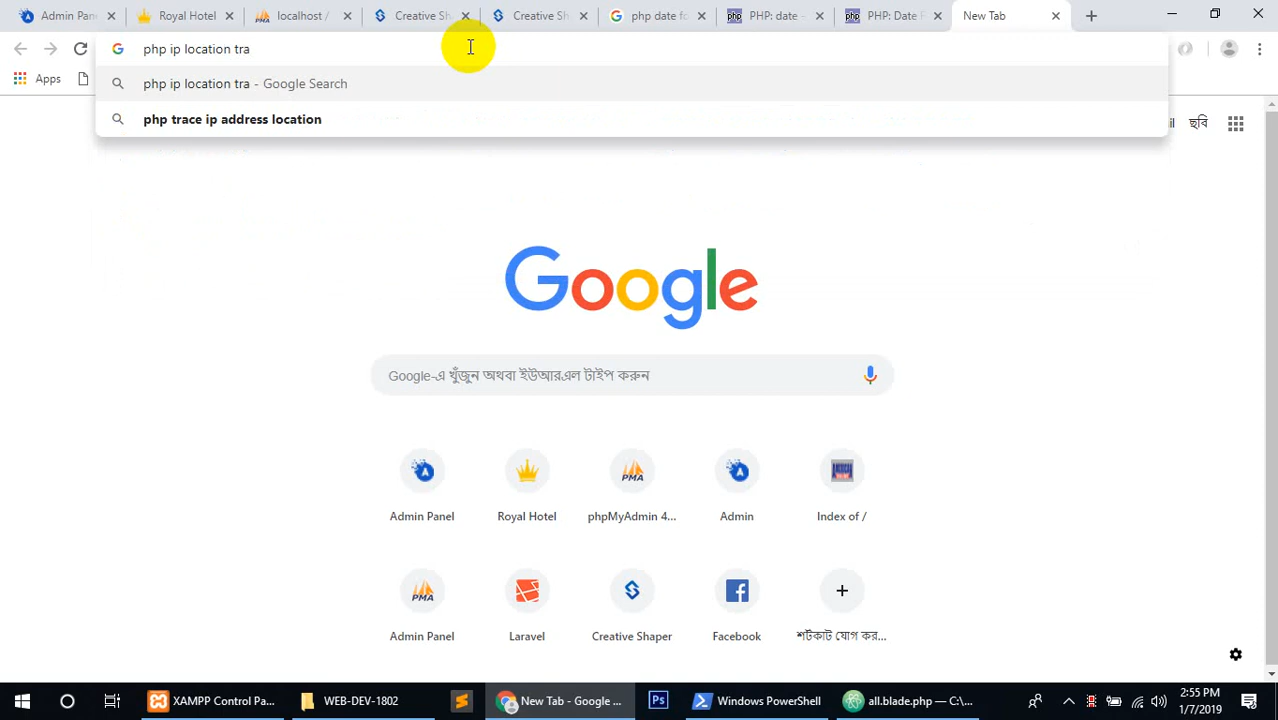 Admin Pan
Royal Hotel
localhost /
Creative Sha
Creative Sh
php date fo
PHP: date -
PHP: Date F
New Tab
php ip location tra
Apps
php ip location tra - Google Search
php trace ip address location
ছবি
Google
Google-এ খুঁজুন অথবা ইউআরএল টাইপ করুন
Admin Panel
Royal Hotel
phpMyAdmin 4...
Admin
Index of /
Admin Panel
Laravel
Creative Shaper
Facebook
শর্টকাট যোগ কর...
XAMPP Control Pa...
WEB-DEV-1802
New Tab - Google ...
Windows PowerShell
all.blade.php — C:\...
2:55 PM
1/7/2019